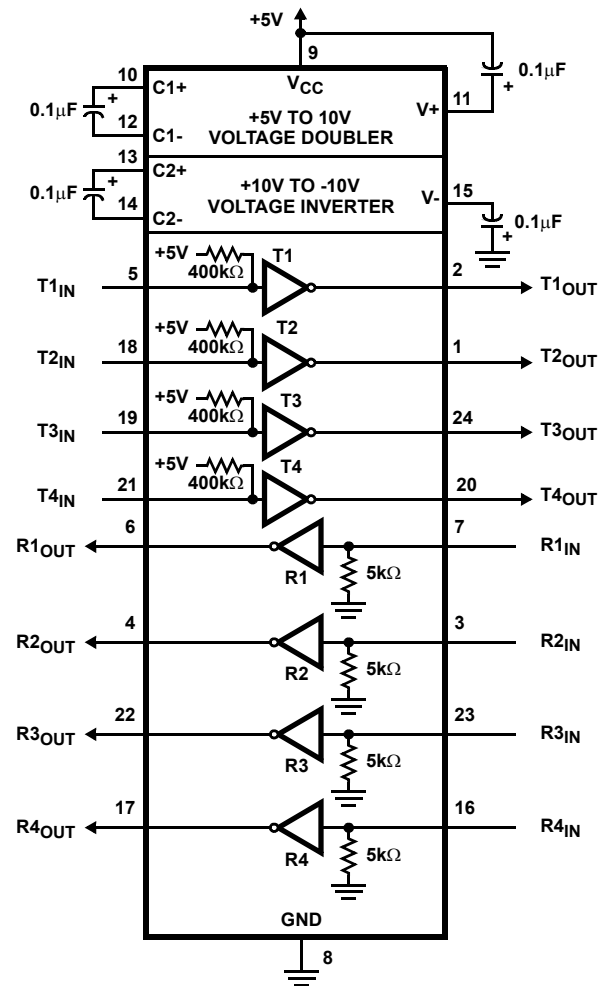 +5V
9
VCC
10
C1+
0.1μF
+
12
C1-
+5V TO 10V
VOLTAGE DOUBLER
V+
11
+
0.1μF
13
C2+
0.1μF
+
14
C2-
+10V TO -10V
VOLTAGE INVERTER
V-
15
+
0.1μF
T1IN
5
+5V
400kΩ
T1
2
T1OUT
T2IN
18
+5V
400kΩ
T2
1
T2OUT
T3IN
19
+5V
400kΩ
T3
24
T3OUT
T4IN
21
+5V
400kΩ
T4
20
T4OUT
R1OUT
6
R1
5kΩ
7
R1IN
R2OUT
4
R2
5kΩ
3
R2IN
R3OUT
22
R3
5kΩ
23
R3IN
R4OUT
17
R4
5kΩ
16
R4IN
GND
8